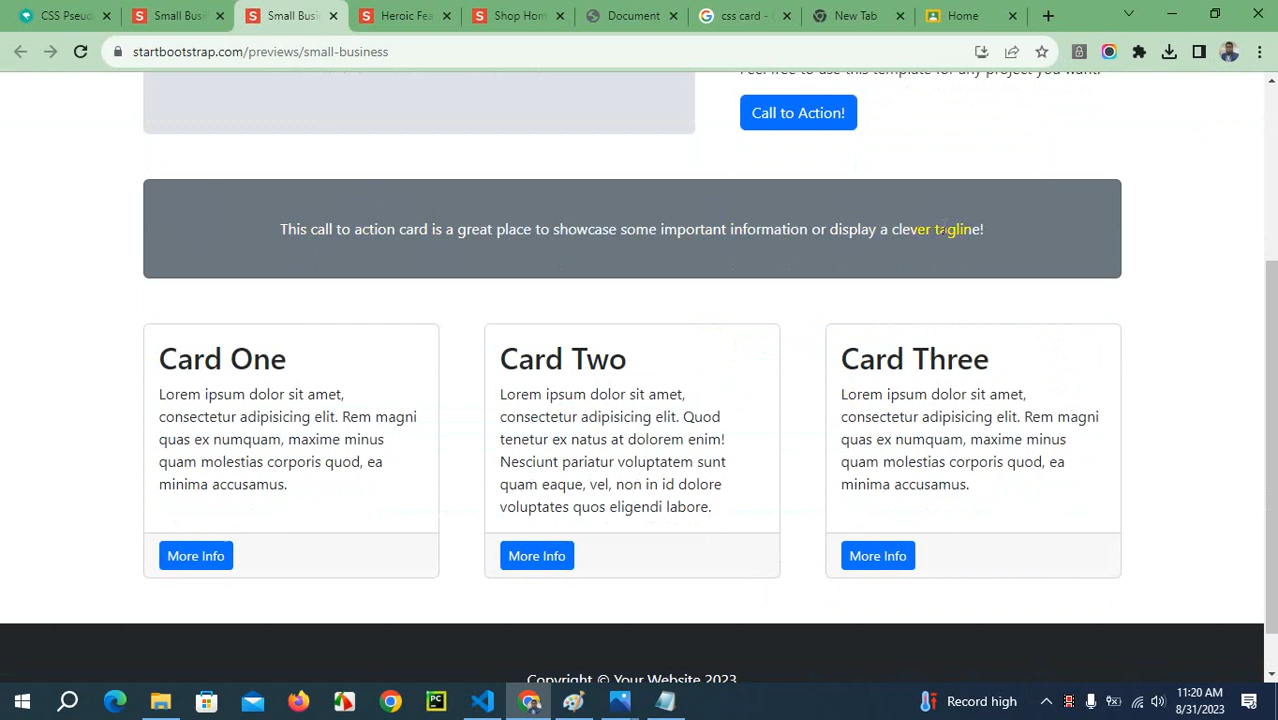 CSS Pseu
Small Busi
Small Busi
Heroic Fea
Shop Hom
Document
css card -
New Tab
Home
startbootstrap.com/previews/small-business
Feel free to use this template for any project you want!
Call to Action!
This call to action card is a great place to showcase some important information or display a clever tagline!
Card One
Lorem ipsum dolor sit amet,
consectetur adipisicing elit. Rem magni
quas ex numquam, maxime minus
quam molestias corporis quod, ea
minima accusamus.
More Info
Card Two
Lorem ipsum dolor sit amet,
consectetur adipisicing elit. Quod
tenetur ex natus at dolorem enim!
Nesciunt pariatur voluptatem sunt
quam eaque, vel, non in id dolore
voluptates quos eligendi labore.
More Info
Card Three
Lorem ipsum dolor sit amet,
consectetur adipisicing elit. Rem magni
quas ex numquam, maxime minus
quam molestias corporis quod, ea
minima accusamus.
More Info
Copyright © Your Website 2023
Record high
11:20 AM
8/31/2023